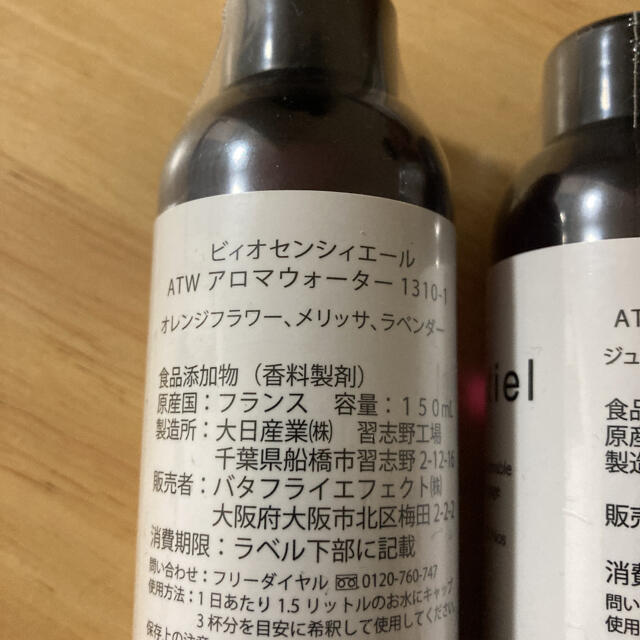 ビィオセンシィエール
ATW アロマウォーター 1310-1
オレンジフラワー、メリッサ、ラベンダー
食品添加物（香料製剤）
原産国：フランス　容量：１５０mL
製造所：大日産業㈱　習志野工場
千葉県船橋市習志野 2-12-16
販売者：バタフライエフェクト㈱
大阪府大阪市北区梅田 2-2-2
消費期限：ラベル下部に記載
問い合わせ：フリーダイヤル 0120-760-747
使用方法：１日あたり 1.5 リットルのお水にキャップ
３杯分を目安に希釈して使用してください。
保存上の注意
iel
AT
ジュ
食品
原産
製造
販売
消費
問い
使用